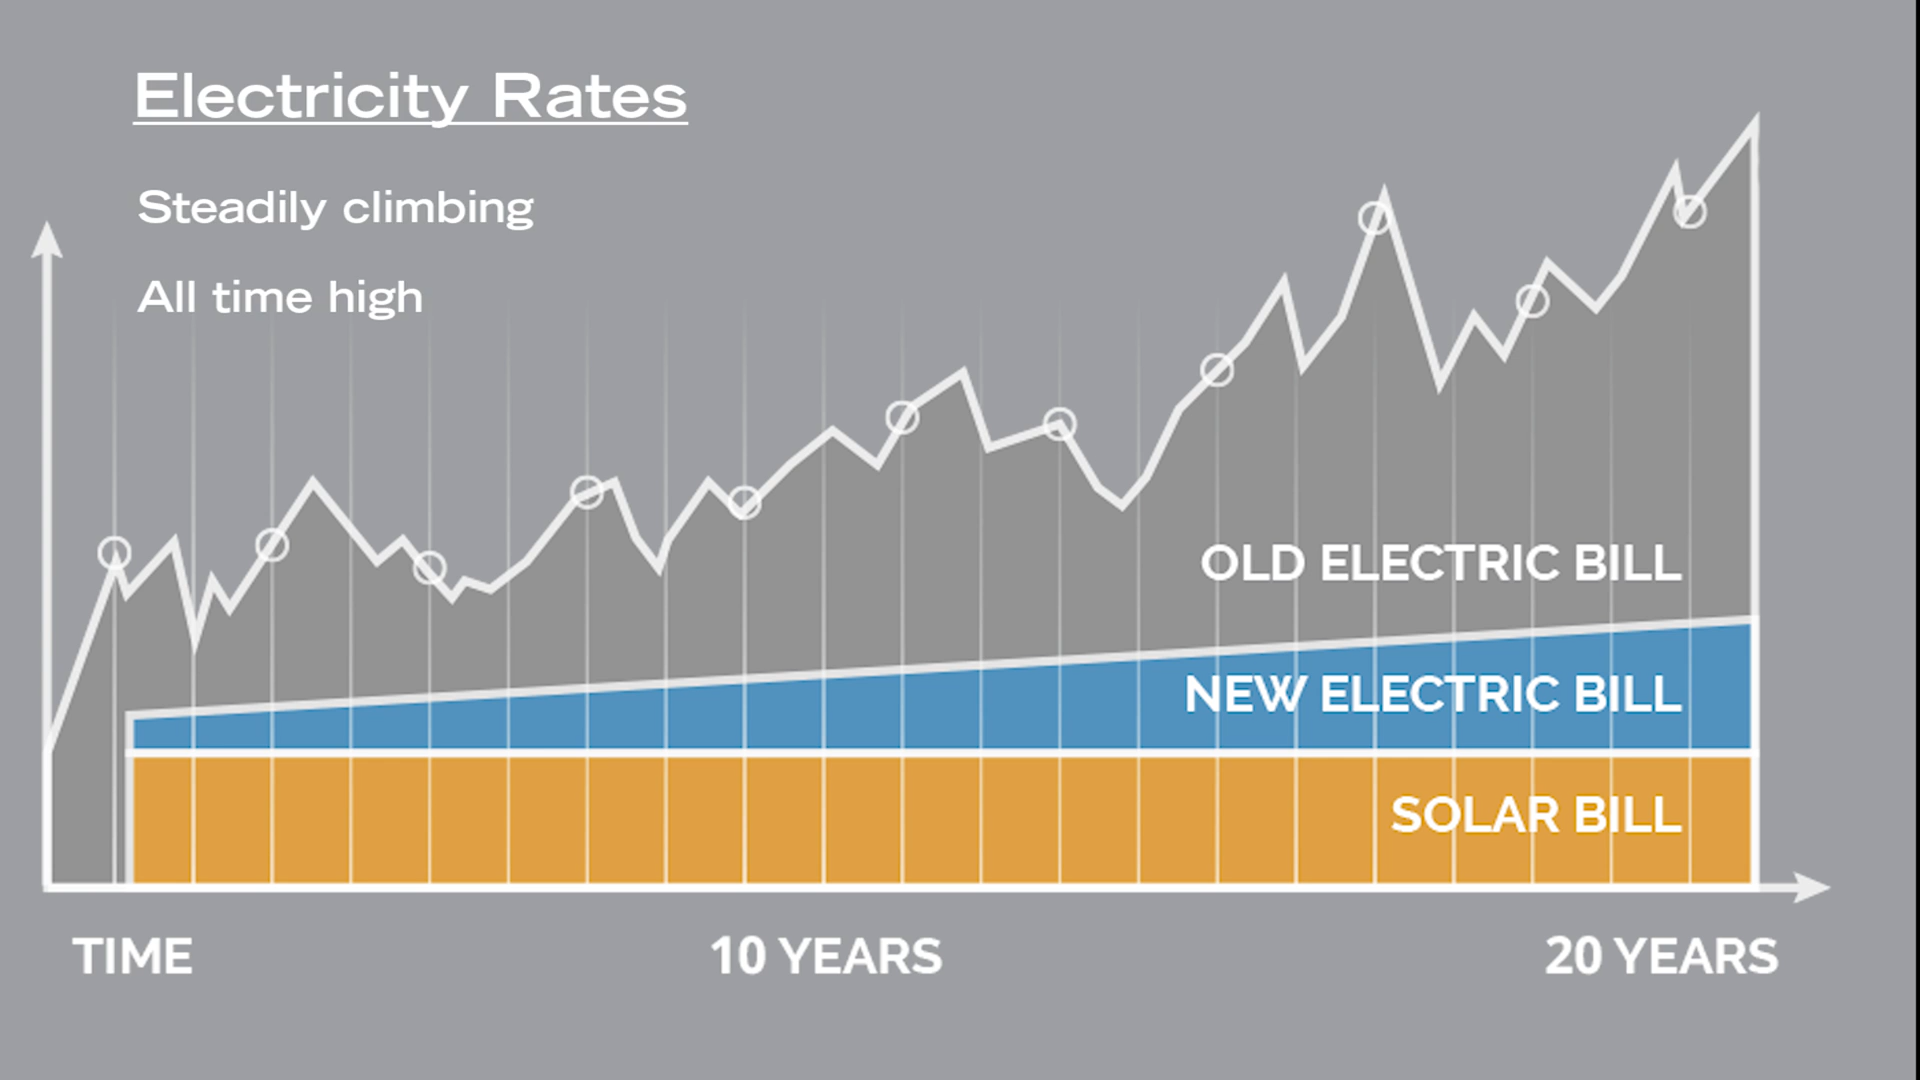 Electricity Rates
Steadily climbing
All time high
OLD ELECTRIC BILL
NEW ELECTRIC BILL
SOLAR BILL
TIME
10 YEARS
20 YEARS